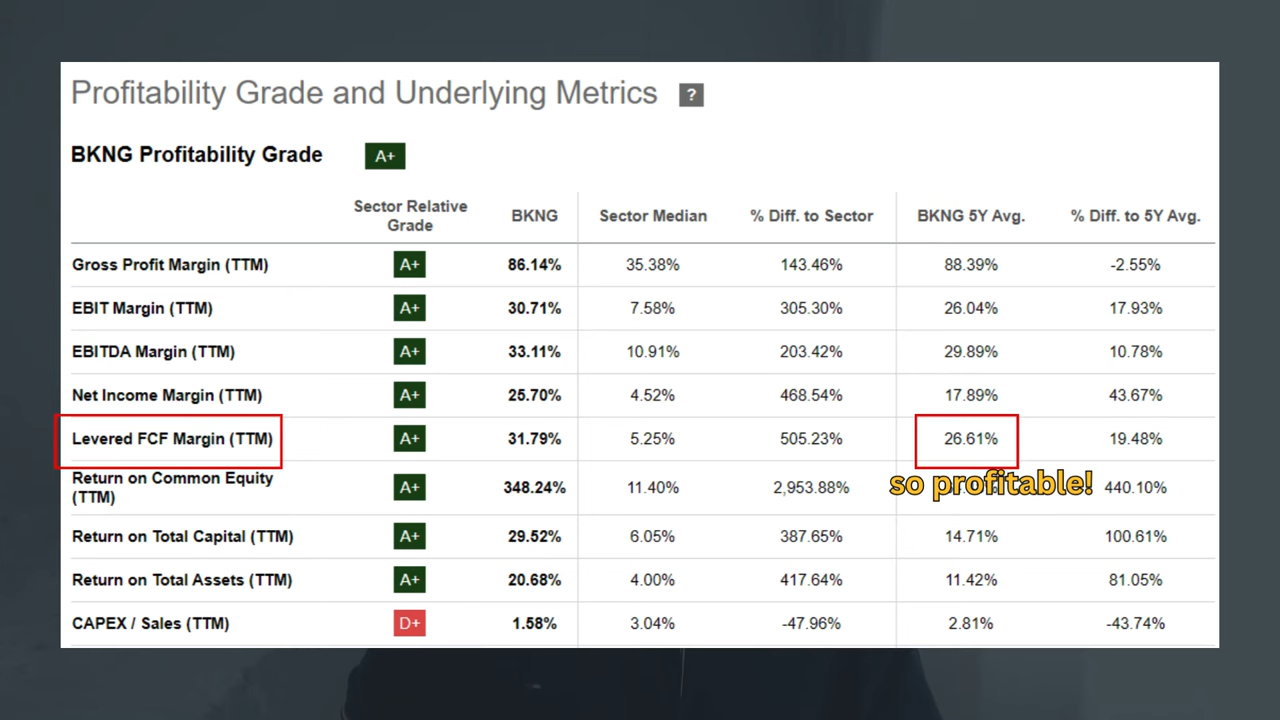 Profitability Grade and Underlying Metrics ?
BKNG Profitability Grade A+
Sector Relative Grade BKNG Sector Median % Diff. to Sector BKNG 5Y Avg. % Diff. to 5Y Avg.
Gross Profit Margin (TTM) A+ 86.14% 35.38% 143.46% 88.39% -2.55%
EBIT Margin (TTM) A+ 30.71% 7.58% 305.30% 26.04% 17.93%
EBITDA Margin (TTM) A+ 33.11% 10.91% 203.42% 29.89% 10.78%
Net Income Margin (TTM) A+ 25.70% 4.52% 468.54% 17.89% 43.67%
Levered FCF Margin (TTM) A+ 31.79% 5.25% 505.23% 26.61% 19.48%
Return on Common Equity (TTM) A+ 348.24% 11.40% 2,953.88% 440.10%
so profitable!
Return on Total Capital (TTM) A+ 29.52% 6.05% 387.65% 14.71% 100.61%
Return on Total Assets (TTM) A+ 20.68% 4.00% 417.64% 11.42% 81.05%
CAPEX / Sales (TTM) D+ 1.58% 3.04% -47.96% 2.81% -43.74%